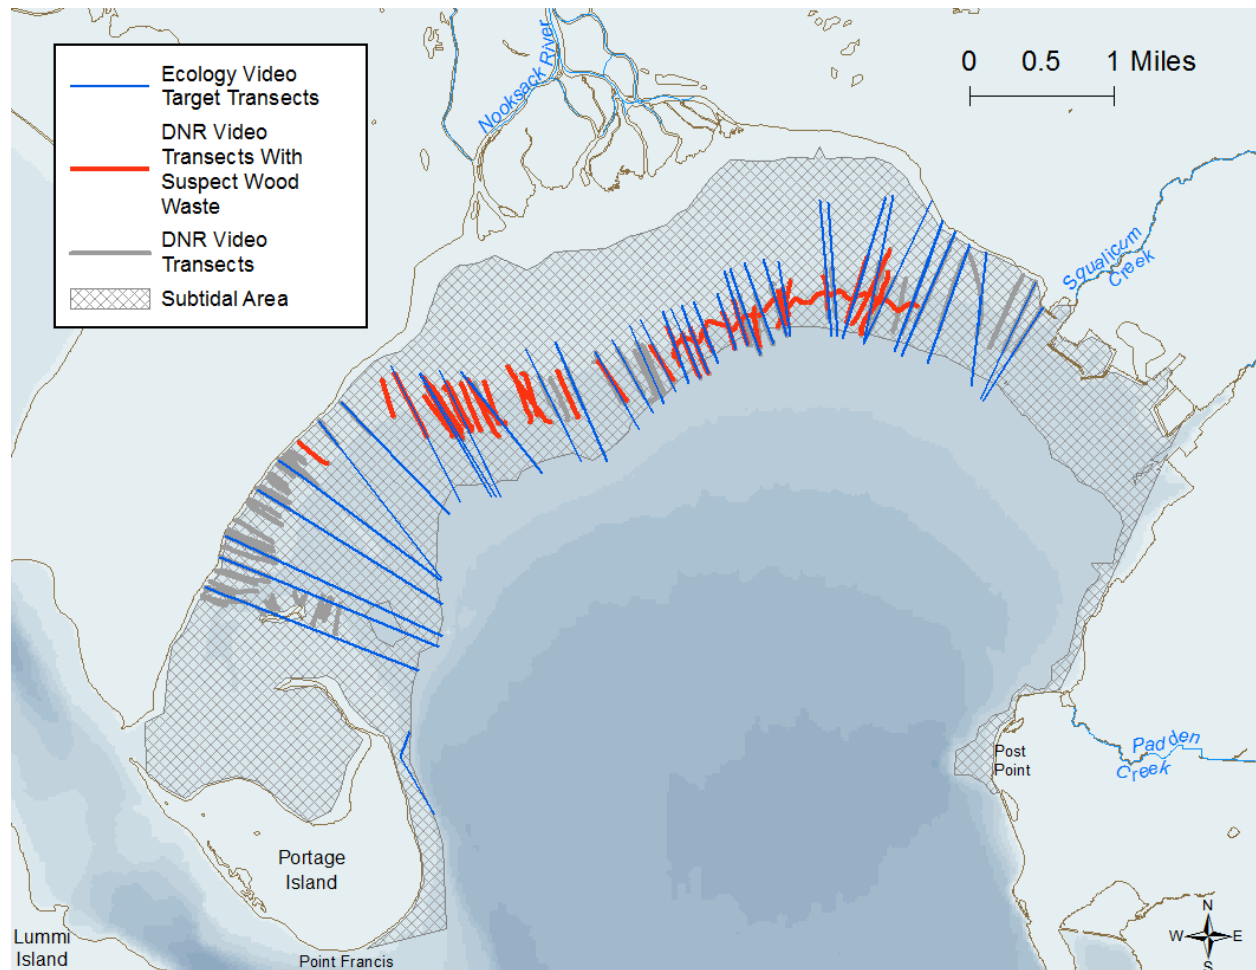 Ecology Video
Target Transects
DNR Video
Transects With
Suspect Wood
Waste
DNR Video
Transects
Subtidal Area
Nooksack River
0 0.5 1 Miles
Squalicum
Creek
Padden
Creek
Post
Point
Portage
Island
Lummi
Island
Point Francis
N
W E
S